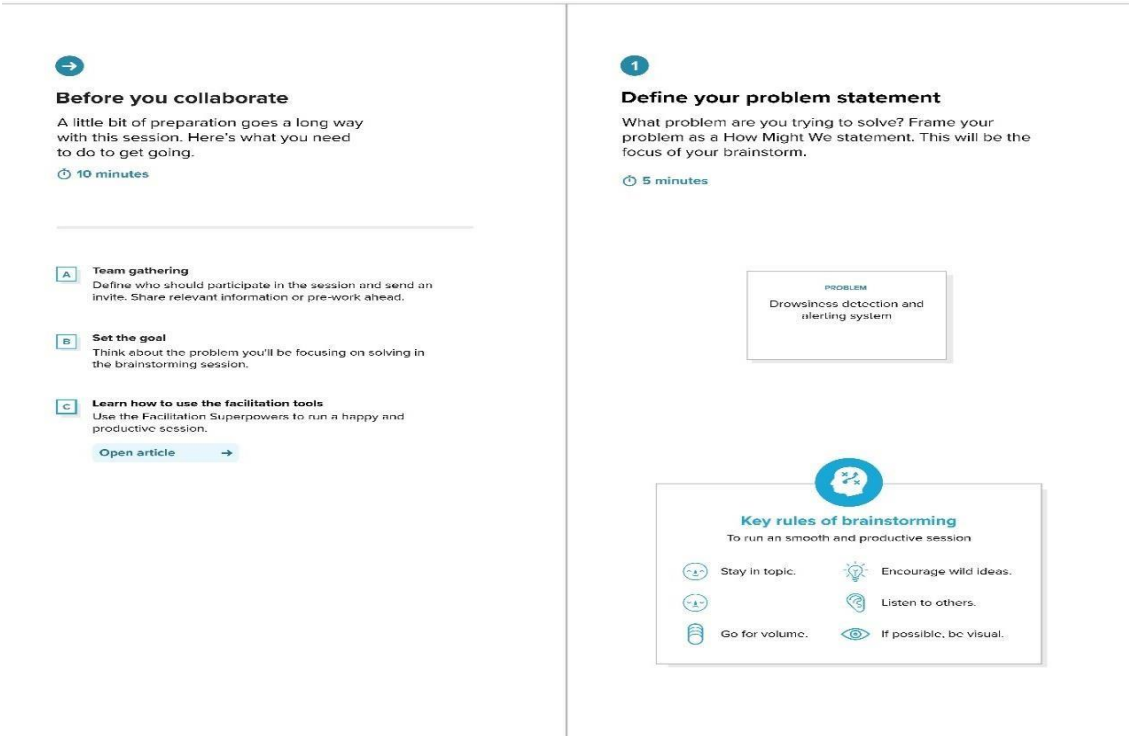 Before you collaborate
A little bit of preparation goes a long way
with this session. Here's what you need
to do to get going.
10 minutes
A
Team gathering
Define who should participate in the session and send an
invite. Share relevant information or pre-work ahead.
B
Set the goal
Think about the problem you'll be focusing on solving in
the brainstorming session.
C
Learn how to use the facilitation tools
Use the Facilitation Superpowers to run a happy and
productive session.
Open article
1
Define your problem statement
What problem are you trying to solve? Frame your
problem as a How Might We statement. This will be the
focus of your brainstorm.
5 minutes
PROBLEM
Drowsiness detection and
alerting system
Key rules of brainstorming
To run an smooth and productive session
Stay in topic.
Encourage wild ideas.
Listen to others.
Go for volume.
If possible, be visual.